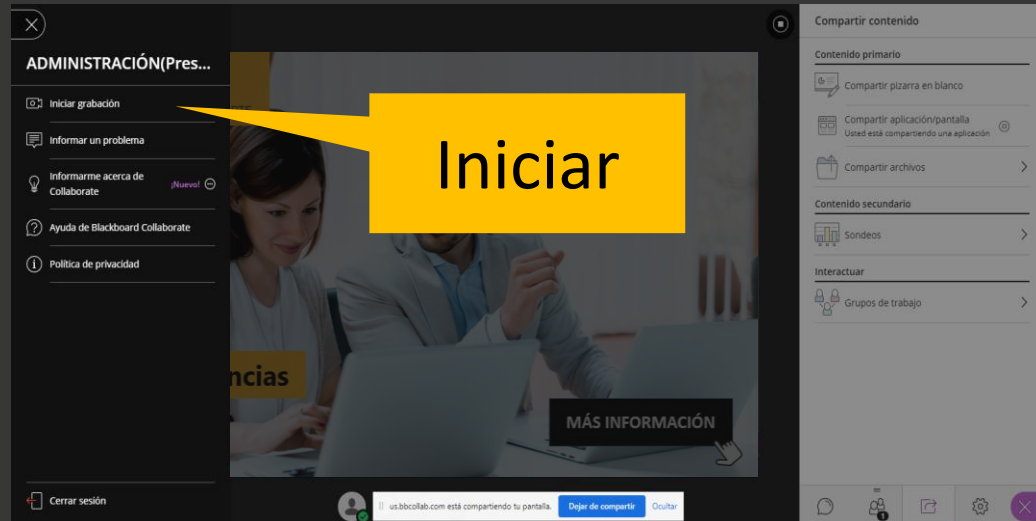 ADMINISTRACIÓN(Pres...
Iniciar grabación
Informar un problema
Informarme acerca de
Collaborate
¡Nuevo!
Ayuda de Blackboard Collaborate
Política de privacidad
Cerrar sesión
Iniciar
ncias
MÁS INFORMACIÓN
us.bbcollab.com está compartiendo tu pantalla.
Dejar de compartir
Ocultar
Compartir contenido
Contenido primario
Compartir pizarra en blanco
Compartir aplicación/pantalla
Usted está compartiendo una aplicación
Compartir archivos
Contenido secundario
Sondeos
Interactuar
Grupos de trabajo
1